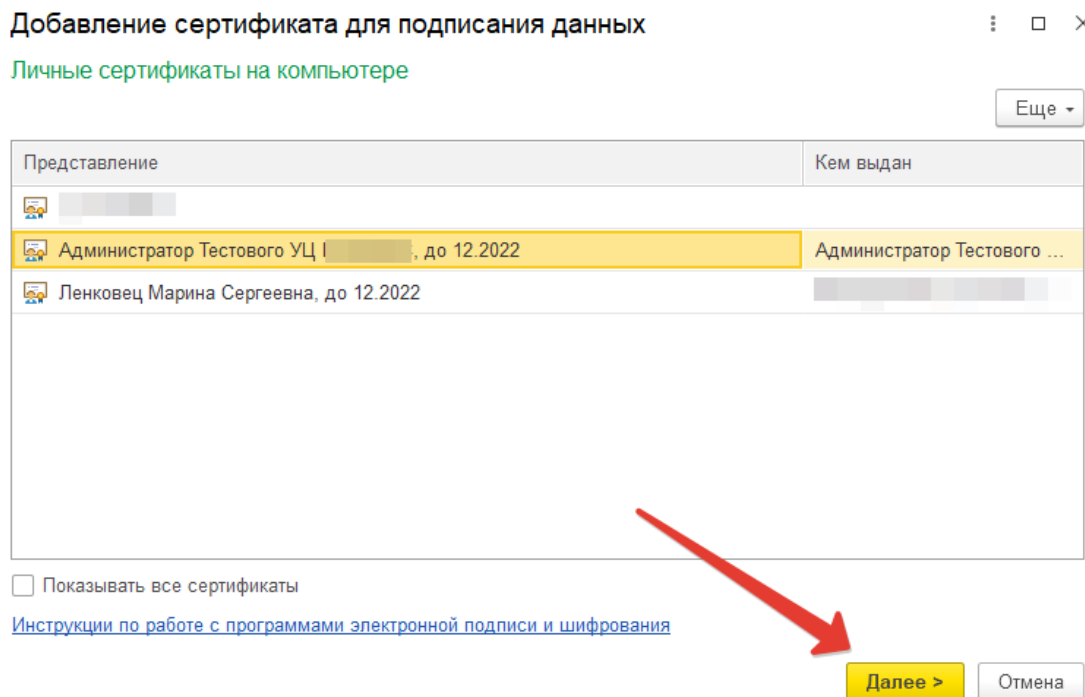 Добавление сертификата для подписания данных
Личные сертификаты на компьютере
Еще
Представление Кем выдан
Администратор Тестового УЦ , до 12.2022 Администратор Тестового ...
Ленковец Марина Сергеевна, до 12.2022
Показывать все сертификаты
Инструкции по работе с программами электронной подписи и шифрования
Далее > Отмена